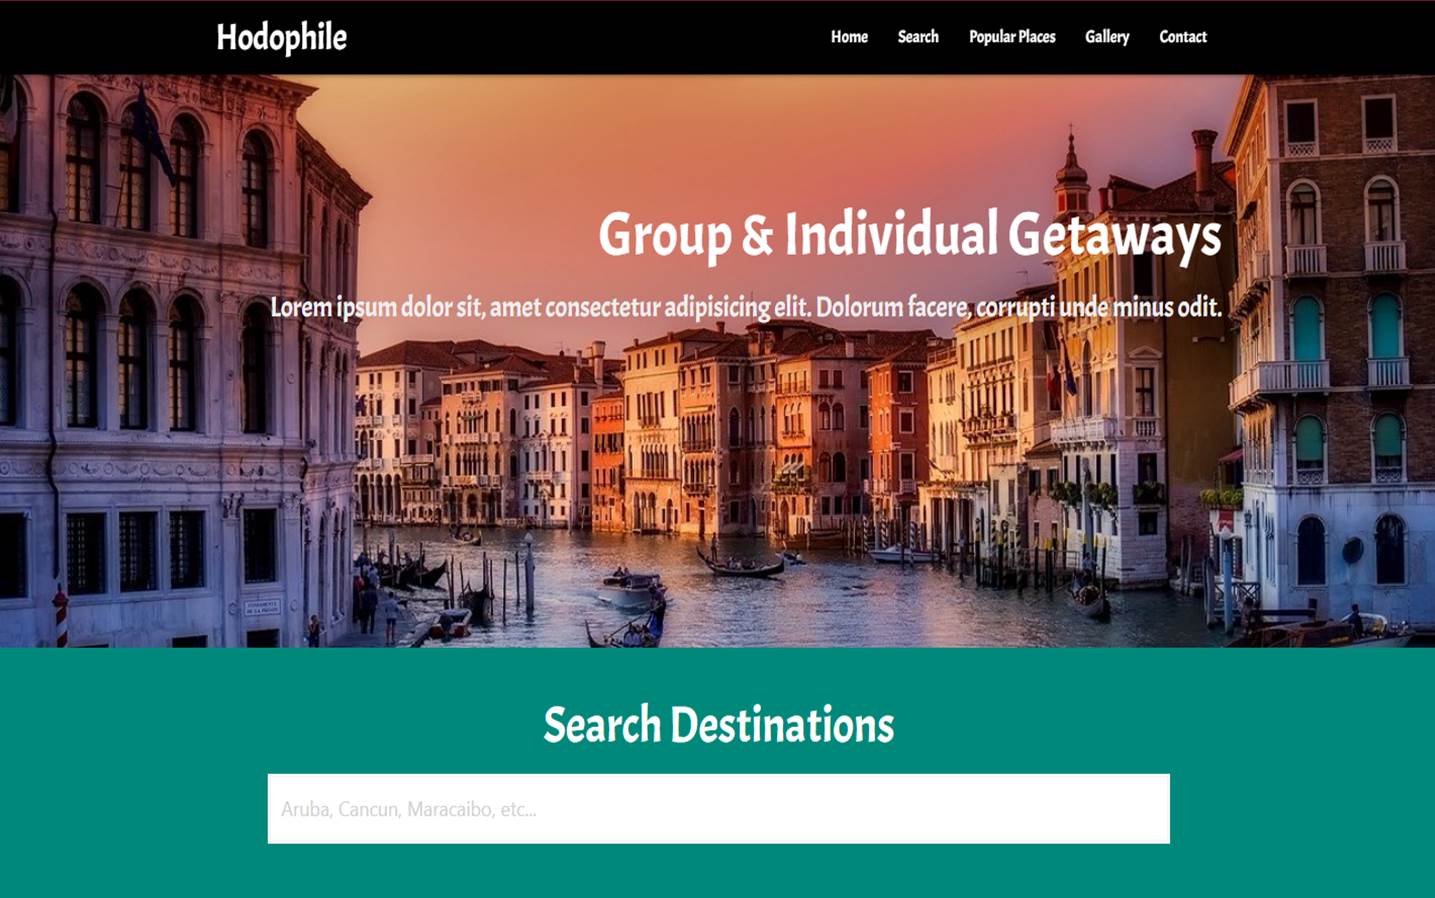 Hodophile
Home Search Popular Places Gallery Contact
Group & Individual Getaways
Lorem ipsum dolor sit, amet consectetur adipisicing elit. Dolorum facere, corrupti unde minus odit.
Search Destinations
Aruba, Cancun, Maracaibo, etc...